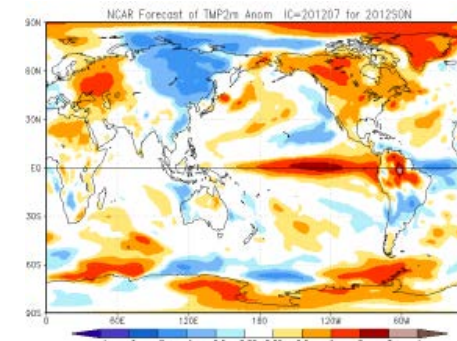 NCAR Forecast of TMP2m Anom IC=201207 for 2012SON
90N
60N
30N
EQ
30S
60S
90S
0 60E 120E 180 120W 60W